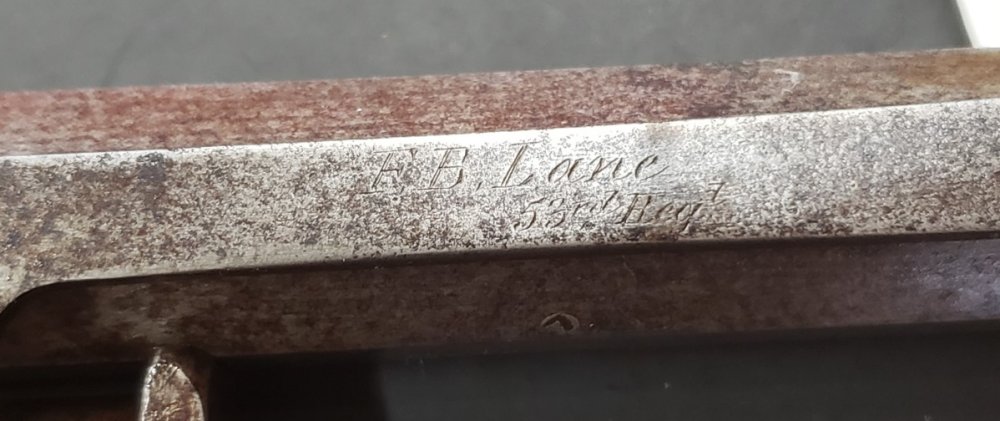 F B. Lane
53rd Regt